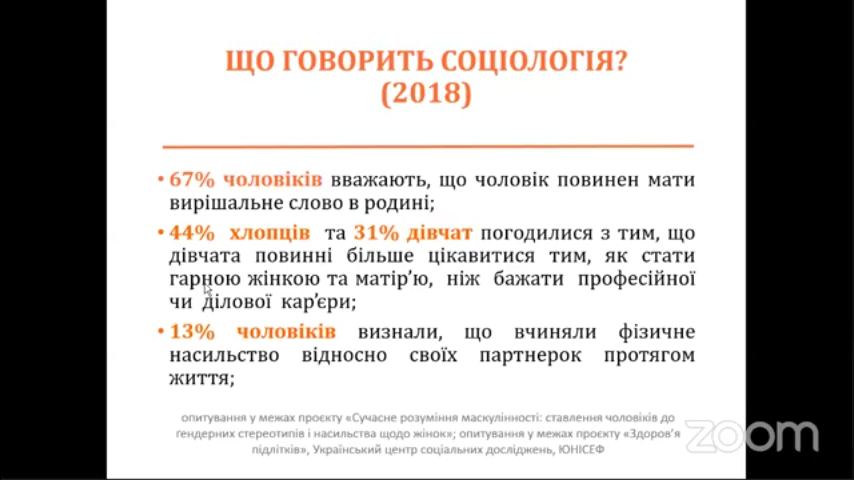 ЩО ГОВОРИТЬ СОЦІОЛОГІЯ?
(2018)
• 67% чоловіків вважають, що чоловік повинен мати
вирішальне слово в родині;
• 44% хлопців та 31% дівчат погодилися з тим, що
дівчата повинні більше цікавитися тим, як стати
гарною жінкою та матір’ю, ніж бажати професійної
чи ділової кар’єри;
• 13% чоловіків визнали, що вчиняли фізичне
насильство відносно своїх партнерок протягом
життя;
опитування у межах проєкту «Сучасне розуміння маскулінності: ставлення чоловіків до
ґендерних стереотипів і насильства щодо жінок»; опитування у межах проєкту «Здоров’я
підлітків», Український центр соціальних досліджень, ЮНІСЕФ
zoom